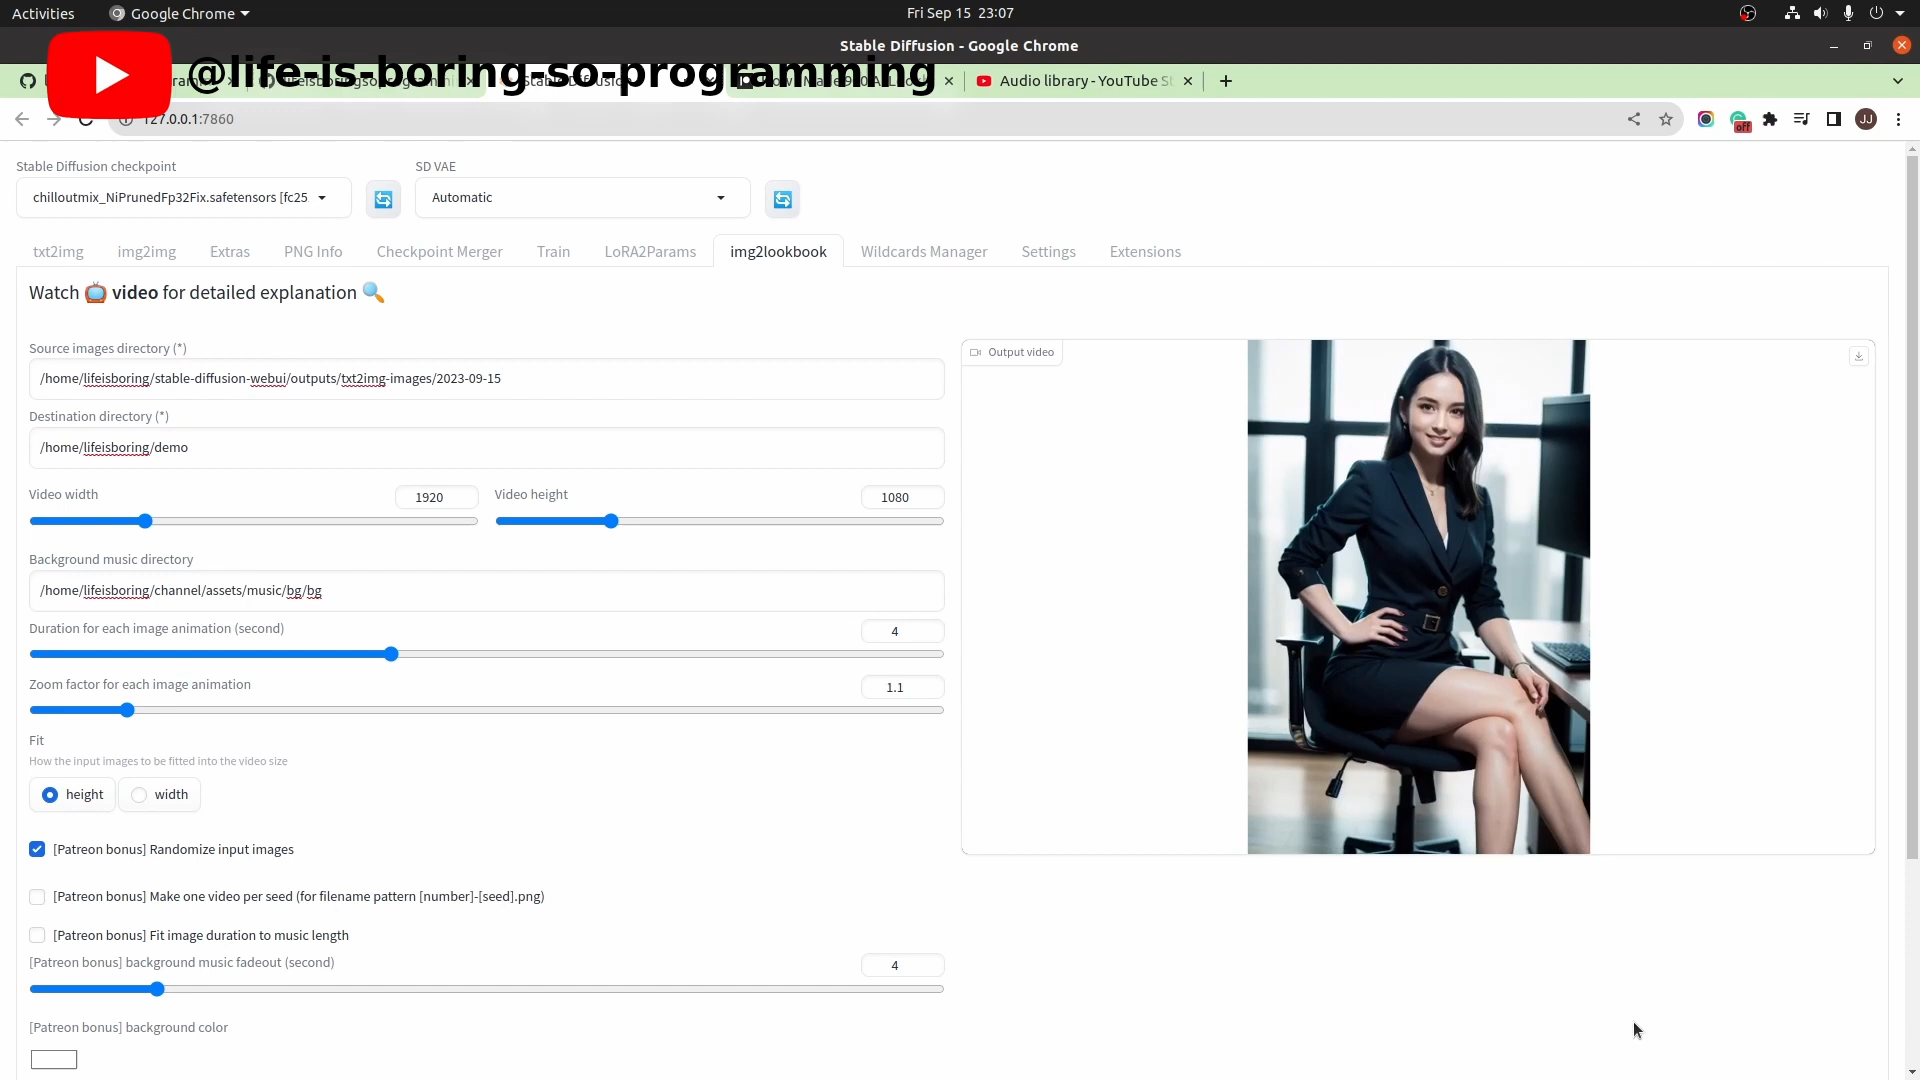 Activities
Google Chrome
Fri Sep 15 23:07
Stable Diffusion - Google Chrome
@life-is-boring-so-programming
Audio library - YouTube S
127.0.0.1:7860
off
JJ
Stable Diffusion checkpoint
SD VAE
chilloutmix_NiPrunedFp32Fix.safetensors [fc25
Automatic
txt2img
img2img
Extras
PNG Info
Checkpoint Merger
Train
LoRA2Params
img2lookbook
Wildcards Manager
Settings
Extensions
Watch 📺 video for detailed explanation 🔍
Source images directory (*)
/home/lifeisboring/stable-diffusion-webui/outputs/txt2img-images/2023-09-15
Output video
Destination directory (*)
/home/lifeisboring/demo
Video width
1920
Video height
1080
Background music directory
/home/lifeisboring/channel/assets/music/bg/bg
Duration for each image animation (second)
4
Zoom factor for each image animation
1.1
Fit
How the input images to be fitted into the video size
height
width
[Patreon bonus] Randomize input images
[Patreon bonus] Make one video per seed (for filename pattern [number]-[seed].png)
[Patreon bonus] Fit image duration to music length
[Patreon bonus] background music fadeout (second)
4
[Patreon bonus] background color